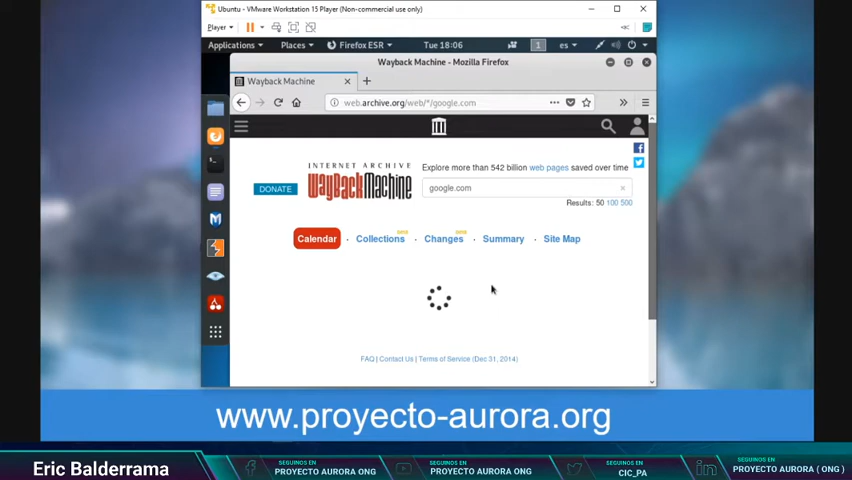 Ubuntu - VMware Workstation 15 Player (Non-commercial use only)
Player
Applications Places Firefox ESR Tue 18:06 1 es
Wayback Machine - Mozilla Firefox
Wayback Machine
web.archive.org/web/*/google.com
INTERNET ARCHIVE
WayBackMachine
DONATE
Explore more than 542 billion web pages saved over time
google.com
Results: 50 100 500
Calendar · Collections · Changes · Summary · Site Map
FAQ | Contact Us | Terms of Service (Dec 31, 2014)
www.proyecto-aurora.org
Eric Balderrama
SEGUINOS EN
PROYECTO AURORA ONG
SEGUINOS EN
PROYECTO AURORA ONG
SEGUINOS EN
CIC_PA
SEGUINOS EN
PROYECTO AURORA ( ONG )